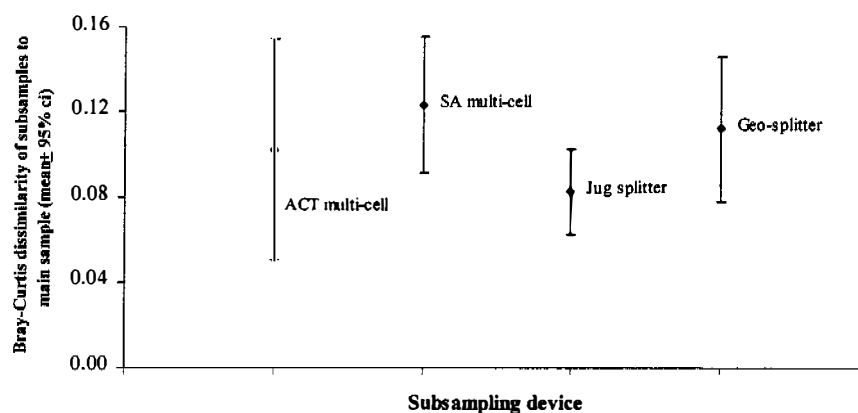 Bray-Curtis dissimilarity of subsamples to
main sample (mean± 95% ci)
0.16
0.12
0.08
0.04
0.00
ACT multi-cell
SA multi-cell
Jug splitter
Geo-splitter
Subsampling device